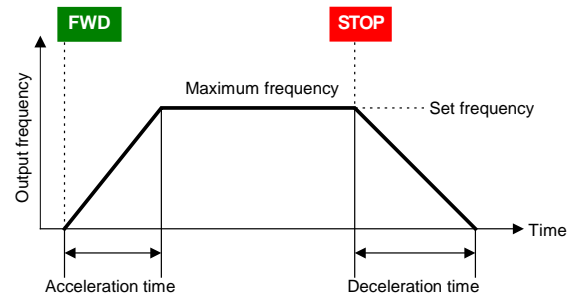 FWD
STOP
Output frequency
Maximum frequency
Set frequency
Time
Acceleration time
Deceleration time